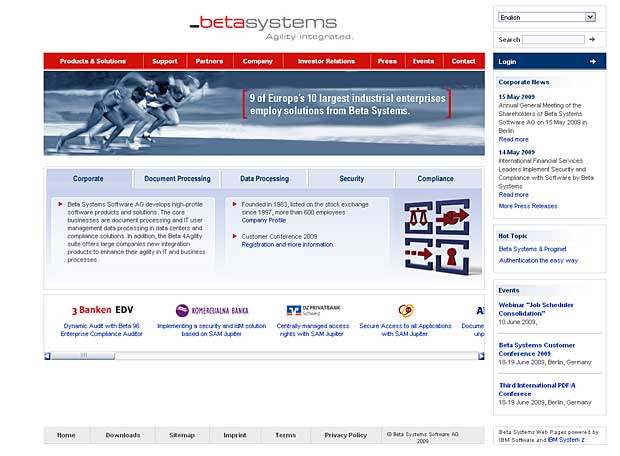 betasystems
Agility integrated.
English
Search
Products & Solutions
Support
Partners
Company
Investor Relations
Press
Events
Contact
Login
9 of Europe's 10 largest industrial enterprises
employ solutions from Beta Systems.
Corporate News
15 May 2009
Annual General Meeting of the
Shareholders of Beta Systems
Software AG on 15 May 2009 in
Berlin
Read more
14 May 2009
International Financial Services
Leaders Implement Security and
Compliance with Software by Beta
Systems
Read more
More Press Releases
Corporate
Document Processing
Data Processing
Security
Compliance
Beta Systems Software AG develops high-profile
software products and solutions. The core
businesses are document processing and IT user
management data processing in data centers and
compliance solutions. In addition, the Beta 4Agility
suite offers large companies new integration
products to enhance their agility in IT and business
processes.
Founded in 1983, listed on the stock exchange
since 1997, more than 600 employees
Company Profile
Customer Conference 2009
Registration and more information
Hot Topic
Beta Systems & Proginet
Authentication the easy way
3 Banken EDV
KOMERCIJALNA BANKA
DZ PRIVATBANK
Schweiz
Dynamic Audit with Beta 96
Enterprise Compliance Auditor
Implementing a security and IdM solution
based on SAM Jupiter
Centrally managed access
rights with SAM Jupiter
Secure Access to all Applications
with SAM Jupiter
Docume
unp
Events
Webinar "Job Scheduler
Consolidation"
10 June 2009,
Beta Systems Customer
Conference 2009
18-19 June 2009, Berlin, Germany
Third International PDF/A
Conferece
18-19 June 2009, Berlin, Germany
Home
Downloads
Sitemap
Imprint
Terms
Privacy Policy
© Beta Systems Software AG
2009
Beta Systems Web Pages powered by
IBM Software and IBM System z.